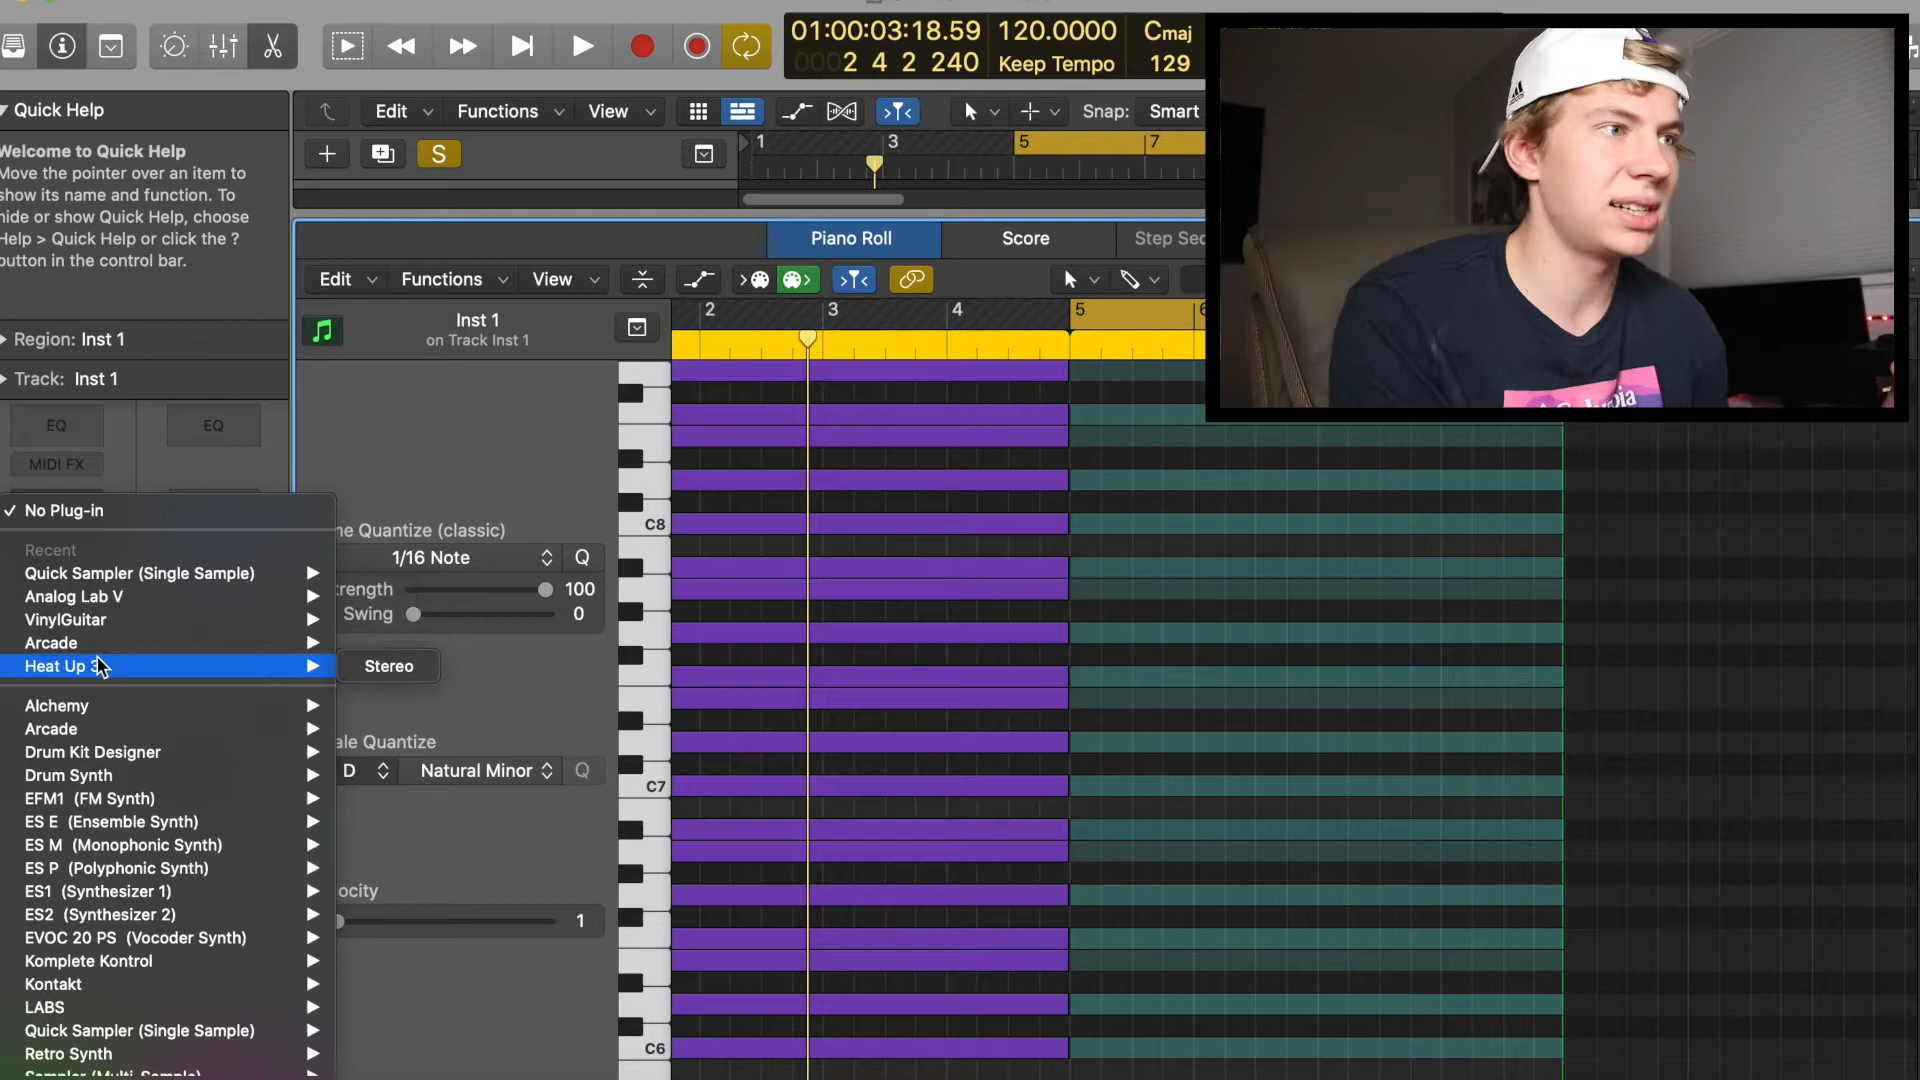 01:00:03:18.59
0002 4 2 240
120.0000
Keep Tempo
Cmaj
129
Quick Help
Welcome to Quick Help
Move the pointer over an item to
show its name and function. To
hide or show Quick Help, choose
Help > Quick Help or click the ?
button in the control bar.
Region: Inst 1
Track: Inst 1
EQ
EQ
MIDI FX
Edit
Functions
View
Snap:
Smart
S
1
3
5
7
Piano Roll
Score
Step Sec
Edit
Functions
View
Inst 1
on Track Inst 1
2
3
4
5
6
me Quantize (classic)
1/16 Note
Q
trength
100
Swing
0
ale Quantize
D
Natural Minor
Q
ocity
1
C8
C7
C6
No Plug-in
Recent
Quick Sampler (Single Sample)
Analog Lab V
VinylGuitar
Arcade
Heat Up 3
Stereo
Alchemy
Arcade
Drum Kit Designer
Drum Synth
EFM1 (FM Synth)
ES E (Ensemble Synth)
ES M (Monophonic Synth)
ES P (Polyphonic Synth)
ES1 (Synthesizer 1)
ES2 (Synthesizer 2)
EVOC 20 PS (Vocoder Synth)
Komplete Kontrol
Kontakt
LABS
Quick Sampler (Single Sample)
Retro Synth
Sampler (Multi-Sample)